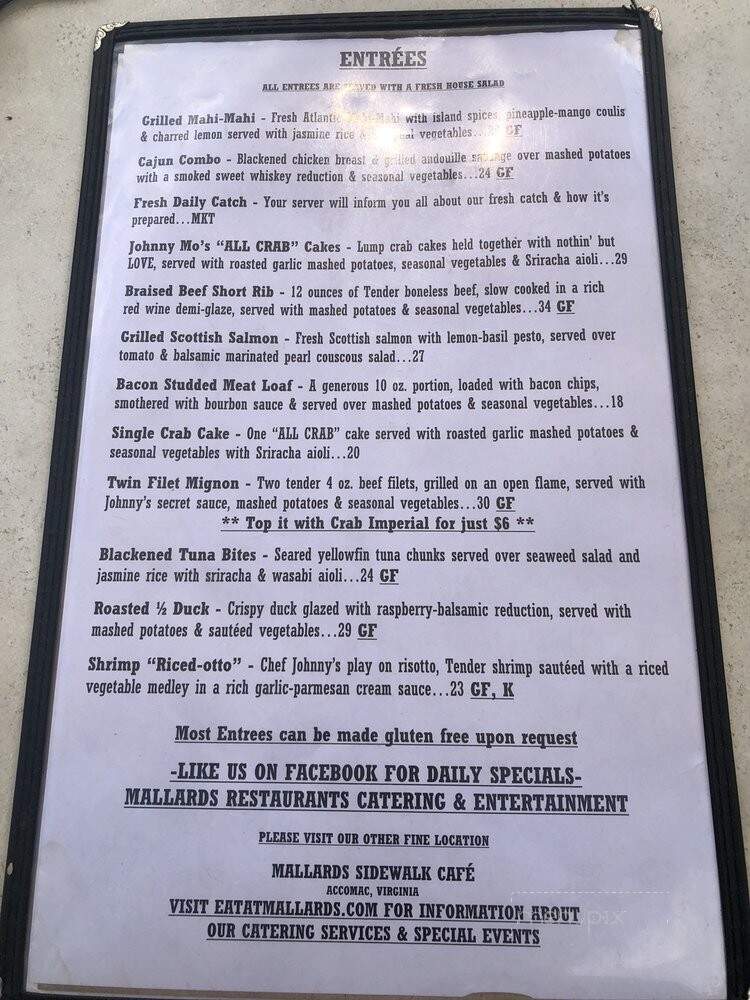 ENTRÉES
ALL ENTREES ARE SERVED WITH A FRESH HOUSE SALAD
Grilled Mahi-Mahi - Fresh Atlantic Mahi-Mahi with island spices, pineapple-mango coulis
& charred lemon served with jasmine rice & vegetables... GF
Cajun Combo - Blackened chicken breast & grilled andouille sausage over mashed potatoes
with a smoked sweet whiskey reduction & seasonal vegetables...24 GF
Fresh Daily Catch - Your server will inform you all about our fresh catch & how it's
prepared...MKT
Johnny Mo's "ALL CRAB" Cakes - Lump crab cakes held together with nothin' but
LOVE, served with roasted garlic mashed potatoes, seasonal vegetables & Sriracha aioli...29
Braised Beef Short Rib - 12 ounces of Tender boneless beef, slow cooked in a rich
red wine demi-glaze, served with mashed potatoes & seasonal vegetables...34 GF
Grilled Scottish Salmon - Fresh Scottish salmon with lemon-basil pesto, served over
tomato & balsamic marinated pearl couscous salad...27
Bacon Studded Meat Loaf - A generous 10 oz. portion, loaded with bacon chips,
smothered with bourbon sauce & served over mashed potatoes & seasonal vegetables...18
Single Crab Cake - One "ALL CRAB" cake served with roasted garlic mashed potatoes &
seasonal vegetables with Sriracha aioli...20
Twin Filet Mignon - Two tender 4 oz. beef filets, grilled on an open flame, served with
Johnny's secret sauce, mashed potatoes & seasonal vegetables...30 GF
** Top it with Crab Imperial for just $6 **
Blackened Tuna Bites - Seared yellowfin tuna chunks served over seaweed salad and
jasmine rice with sriracha & wasabi aioli...24 GF
Roasted ½ Duck - Crispy duck glazed with raspberry-balsamic reduction, served with
mashed potatoes & sautéed vegetables...29 GF
Shrimp "Riced-otto" - Chef Johnny's play on risotto, Tender shrimp sautéed with a riced
vegetable medley in a rich garlic-parmesan cream sauce...23 GF, K
Most Entrees can be made gluten free upon request
-LIKE US ON FACEBOOK FOR DAILY SPECIALS-
MALLARDS RESTAURANTS CATERING & ENTERTAINMENT
PLEASE VISIT OUR OTHER FINE LOCATION
MALLARDS SIDEWALK CAFÉ
ACCOMAC, VIRGINIA
VISIT EATATMALLARDS.COM FOR INFORMATION ABOUT
OUR CATERING SERVICES & SPECIAL EVENTS